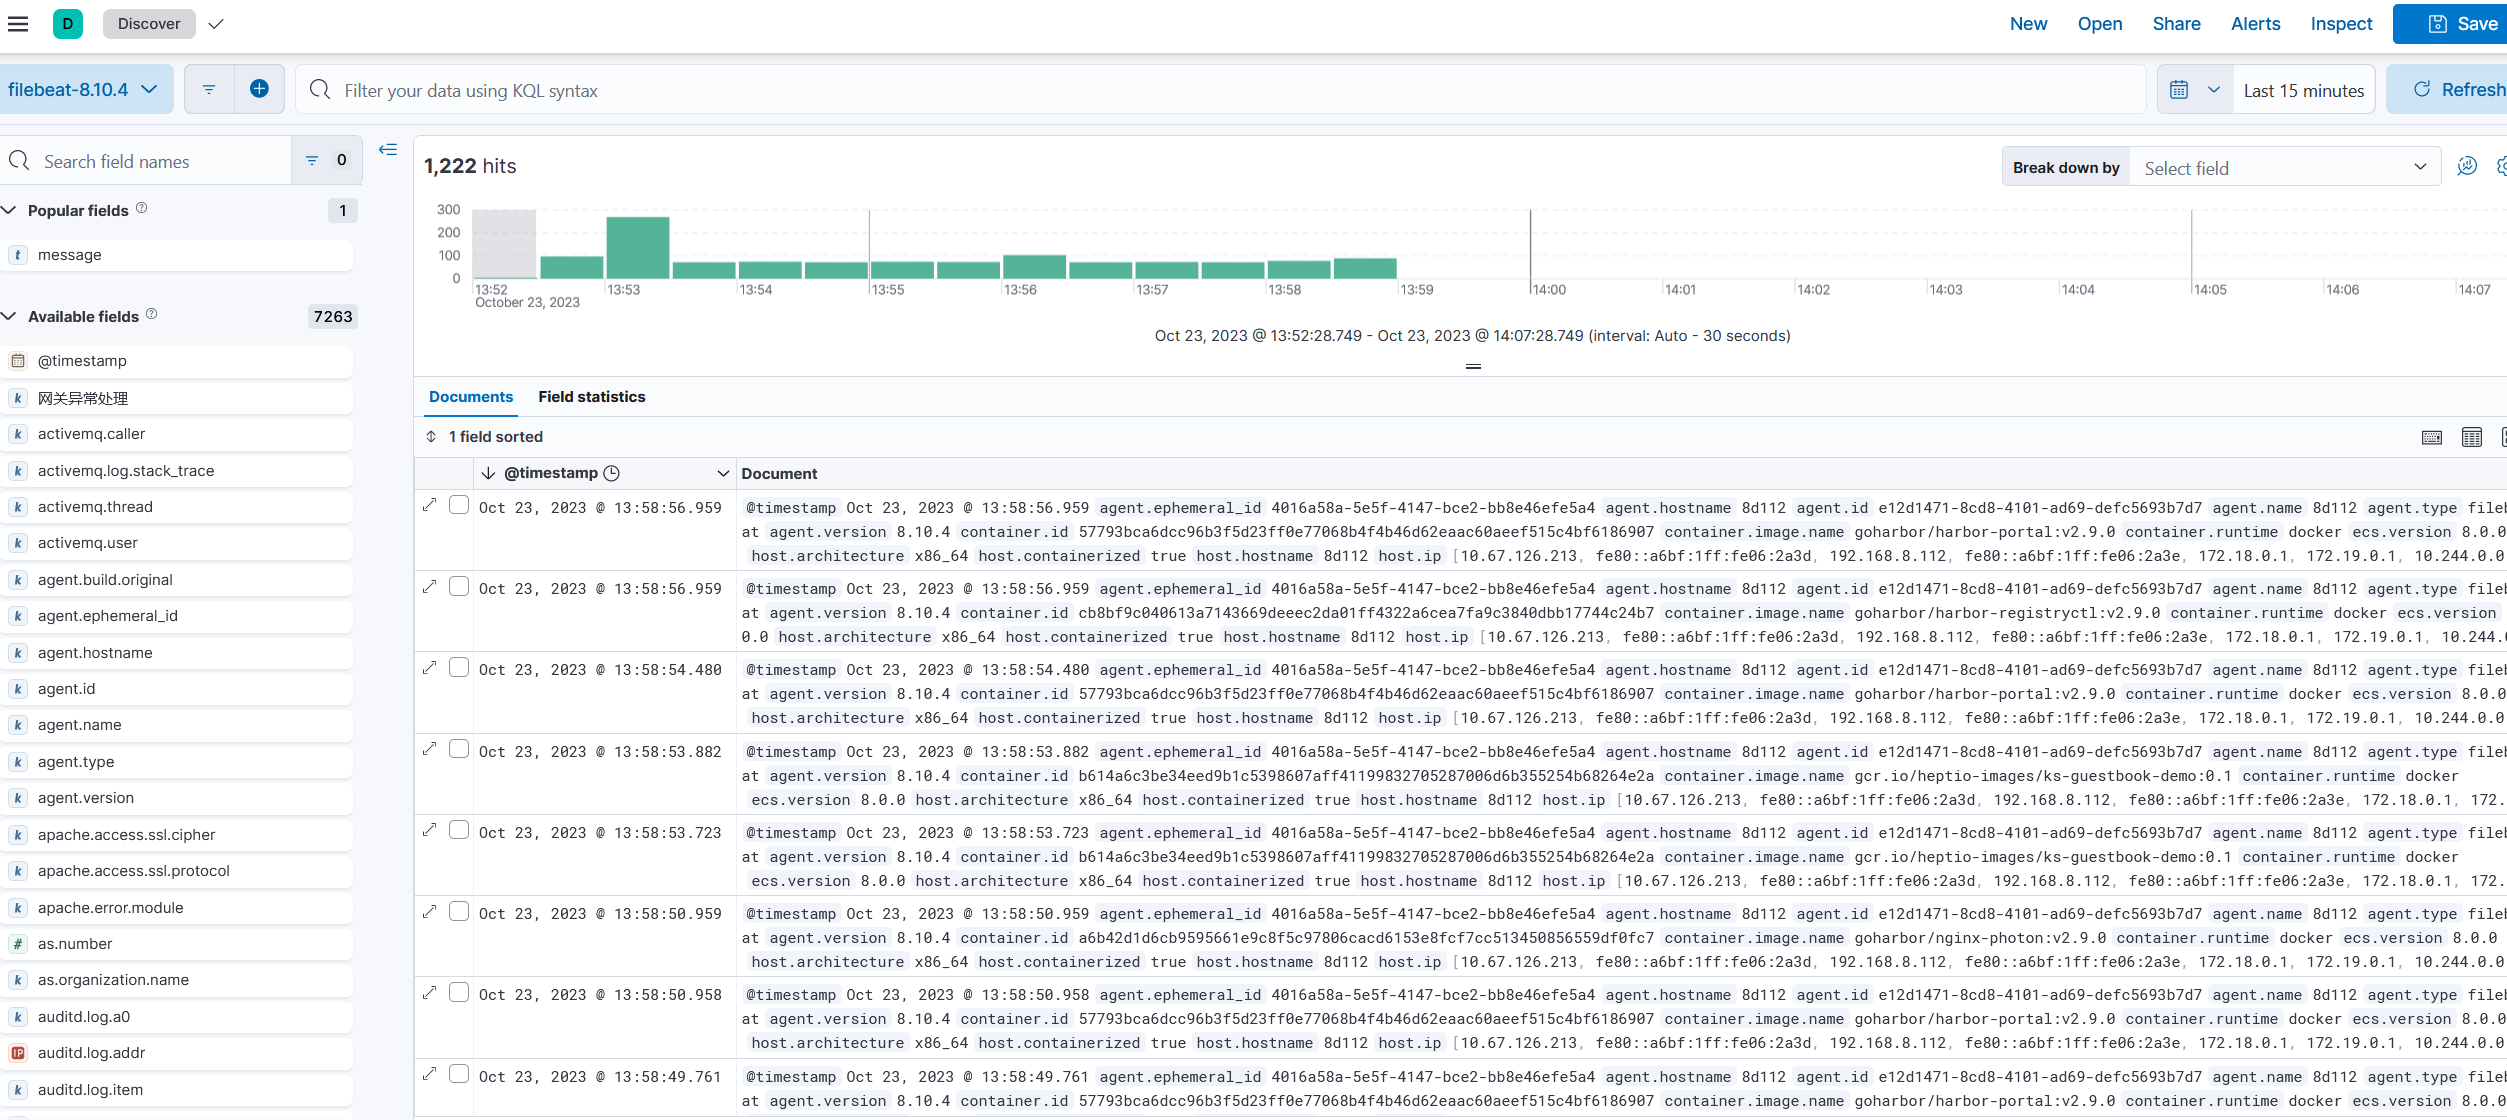 D Discover New Open Share Alerts Inspect Save
filebeat-8.10.4 Filter your data using KQL syntax Last 15 minutes Refresh
Search field names 0
Popular fields 1
t message
Available fields 7263
@timestamp
k 网关异常处理
k activemq.caller
k activemq.log.stack_trace
k activemq.thread
k activemq.user
k agent.build.original
k agent.ephemeral_id
k agent.hostname
k agent.id
k agent.name
k agent.type
k agent.version
k apache.access.ssl.cipher
k apache.access.ssl.protocol
k apache.error.module
# as.number
k as.organization.name
k auditd.log.a0
IP auditd.log.addr
k auditd.log.item
1,222 hits
Break down by Select field
300
200
100
0
13:52 13:53 13:54 13:55 13:56 13:57 13:58 13:59 14:00 14:01 14:02 14:03 14:04 14:05 14:06 14:07
October 23, 2023
Oct 23, 2023 @ 13:52:28.749 - Oct 23, 2023 @ 14:07:28.749 (interval: Auto - 30 seconds)
Documents Field statistics
1 field sorted
@timestamp Document
Oct 23, 2023 @ 13:58:56.959 @timestamp Oct 23, 2023 @ 13:58:56.959 agent.ephemeral_id 4016a58a-5e5f-4147-bce2-bb8e46efe5a4 agent.hostname 8d112 agent.id e12d1471-8cd8-4101-ad69-defc5693b7d7 agent.name 8d112 agent.type fileb
at agent.version 8.10.4 container.id 57793bca6dcc96b3f5d23ff0e77068b4f4b46d62eaac60aeef515c4bf6186907 container.image.name goharbor/harbor-portal:v2.9.0 container.runtime docker ecs.version 8.0.0
host.architecture x86_64 host.containerized true host.hostname 8d112 host.ip [10.67.126.213, fe80::a6bf:1ff:fe06:2a3d, 192.168.8.112, fe80::a6bf:1ff:fe06:2a3e, 172.18.0.1, 172.19.0.1, 10.244.0.0
Oct 23, 2023 @ 13:58:56.959 @timestamp Oct 23, 2023 @ 13:58:56.959 agent.ephemeral_id 4016a58a-5e5f-4147-bce2-bb8e46efe5a4 agent.hostname 8d112 agent.id e12d1471-8cd8-4101-ad69-defc5693b7d7 agent.name 8d112 agent.type fileb
at agent.version 8.10.4 container.id cb8bf9c040613a7143669deeec2da01ff4322a6cea7fa9c3840dbb17744c24b7 container.image.name goharbor/harbor-registryctl:v2.9.0 container.runtime docker ecs.version
0.0 host.architecture x86_64 host.containerized true host.hostname 8d112 host.ip [10.67.126.213, fe80::a6bf:1ff:fe06:2a3d, 192.168.8.112, fe80::a6bf:1ff:fe06:2a3e, 172.18.0.1, 172.19.0.1, 10.244.0
Oct 23, 2023 @ 13:58:54.480 @timestamp Oct 23, 2023 @ 13:58:54.480 agent.ephemeral_id 4016a58a-5e5f-4147-bce2-bb8e46efe5a4 agent.hostname 8d112 agent.id e12d1471-8cd8-4101-ad69-defc5693b7d7 agent.name 8d112 agent.type fileb
at agent.version 8.10.4 container.id 57793bca6dcc96b3f5d23ff0e77068b4f4b46d62eaac60aeef515c4bf6186907 container.image.name goharbor/harbor-portal:v2.9.0 container.runtime docker ecs.version 8.0.0
host.architecture x86_64 host.containerized true host.hostname 8d112 host.ip [10.67.126.213, fe80::a6bf:1ff:fe06:2a3d, 192.168.8.112, fe80::a6bf:1ff:fe06:2a3e, 172.18.0.1, 172.19.0.1, 10.244.0.0
Oct 23, 2023 @ 13:58:53.882 @timestamp Oct 23, 2023 @ 13:58:53.882 agent.ephemeral_id 4016a58a-5e5f-4147-bce2-bb8e46efe5a4 agent.hostname 8d112 agent.id e12d1471-8cd8-4101-ad69-defc5693b7d7 agent.name 8d112 agent.type fileb
at agent.version 8.10.4 container.id b614a6c3be34eed9b1c5398607aff41199832705287006d6b355254b68264e2a container.image.name gcr.io/heptio-images/ks-guestbook-demo:0.1 container.runtime docker
ecs.version 8.0.0 host.architecture x86_64 host.containerized true host.hostname 8d112 host.ip [10.67.126.213, fe80::a6bf:1ff:fe06:2a3d, 192.168.8.112, fe80::a6bf:1ff:fe06:2a3e, 172.18.0.1, 172.
Oct 23, 2023 @ 13:58:53.723 @timestamp Oct 23, 2023 @ 13:58:53.723 agent.ephemeral_id 4016a58a-5e5f-4147-bce2-bb8e46efe5a4 agent.hostname 8d112 agent.id e12d1471-8cd8-4101-ad69-defc5693b7d7 agent.name 8d112 agent.type fileb
at agent.version 8.10.4 container.id b614a6c3be34eed9b1c5398607aff41199832705287006d6b355254b68264e2a container.image.name gcr.io/heptio-images/ks-guestbook-demo:0.1 container.runtime docker
ecs.version 8.0.0 host.architecture x86_64 host.containerized true host.hostname 8d112 host.ip [10.67.126.213, fe80::a6bf:1ff:fe06:2a3d, 192.168.8.112, fe80::a6bf:1ff:fe06:2a3e, 172.18.0.1, 172.
Oct 23, 2023 @ 13:58:50.959 @timestamp Oct 23, 2023 @ 13:58:50.959 agent.ephemeral_id 4016a58a-5e5f-4147-bce2-bb8e46efe5a4 agent.hostname 8d112 agent.id e12d1471-8cd8-4101-ad69-defc5693b7d7 agent.name 8d112 agent.type fileb
at agent.version 8.10.4 container.id a6b42d1d6cb9595661e9c8f5c97806cacd6153e8fcf7cc513450856559df0fc7 container.image.name goharbor/nginx-photon:v2.9.0 container.runtime docker ecs.version 8.0.0
host.architecture x86_64 host.containerized true host.hostname 8d112 host.ip [10.67.126.213, fe80::a6bf:1ff:fe06:2a3d, 192.168.8.112, fe80::a6bf:1ff:fe06:2a3e, 172.18.0.1, 172.19.0.1, 10.244.0.0
Oct 23, 2023 @ 13:58:50.958 @timestamp Oct 23, 2023 @ 13:58:50.958 agent.ephemeral_id 4016a58a-5e5f-4147-bce2-bb8e46efe5a4 agent.hostname 8d112 agent.id e12d1471-8cd8-4101-ad69-defc5693b7d7 agent.name 8d112 agent.type fileb
at agent.version 8.10.4 container.id 57793bca6dcc96b3f5d23ff0e77068b4f4b46d62eaac60aeef515c4bf6186907 container.image.name goharbor/harbor-portal:v2.9.0 container.runtime docker ecs.version 8.0.0
host.architecture x86_64 host.containerized true host.hostname 8d112 host.ip [10.67.126.213, fe80::a6bf:1ff:fe06:2a3d, 192.168.8.112, fe80::a6bf:1ff:fe06:2a3e, 172.18.0.1, 172.19.0.1, 10.244.0.0
Oct 23, 2023 @ 13:58:49.761 @timestamp Oct 23, 2023 @ 13:58:49.761 agent.ephemeral_id 4016a58a-5e5f-4147-bce2-bb8e46efe5a4 agent.hostname 8d112 agent.id e12d1471-8cd8-4101-ad69-defc5693b7d7 agent.name 8d112 agent.type fileb
at agent.version 8.10.4 container.id 57793bca6dcc96b3f5d23ff0e77068b4f4b46d62eaac60aeef515c4bf6186907 container.image.name goharbor/harbor-portal:v2.9.0 container.runtime docker ecs.version 8.0.0